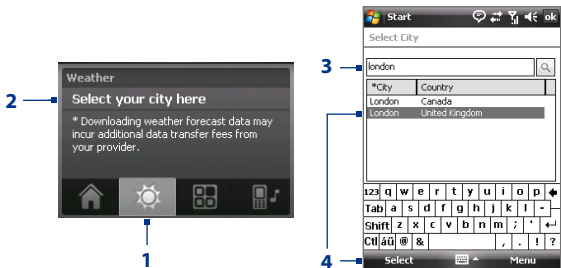 Weather
2 Select your city here
* Downloading weather forecast data may
incur additional data transfer fees from
your provider.
1
Start ok
Select City
3 london
*City Country
London Canada
4 London United Kingdom
123 q w e r t y u i o p
Tab a s d f g h j k l -
Shift z x c v b n m ; '
Ctl áü @ & , . ! ?
4 Select Menu